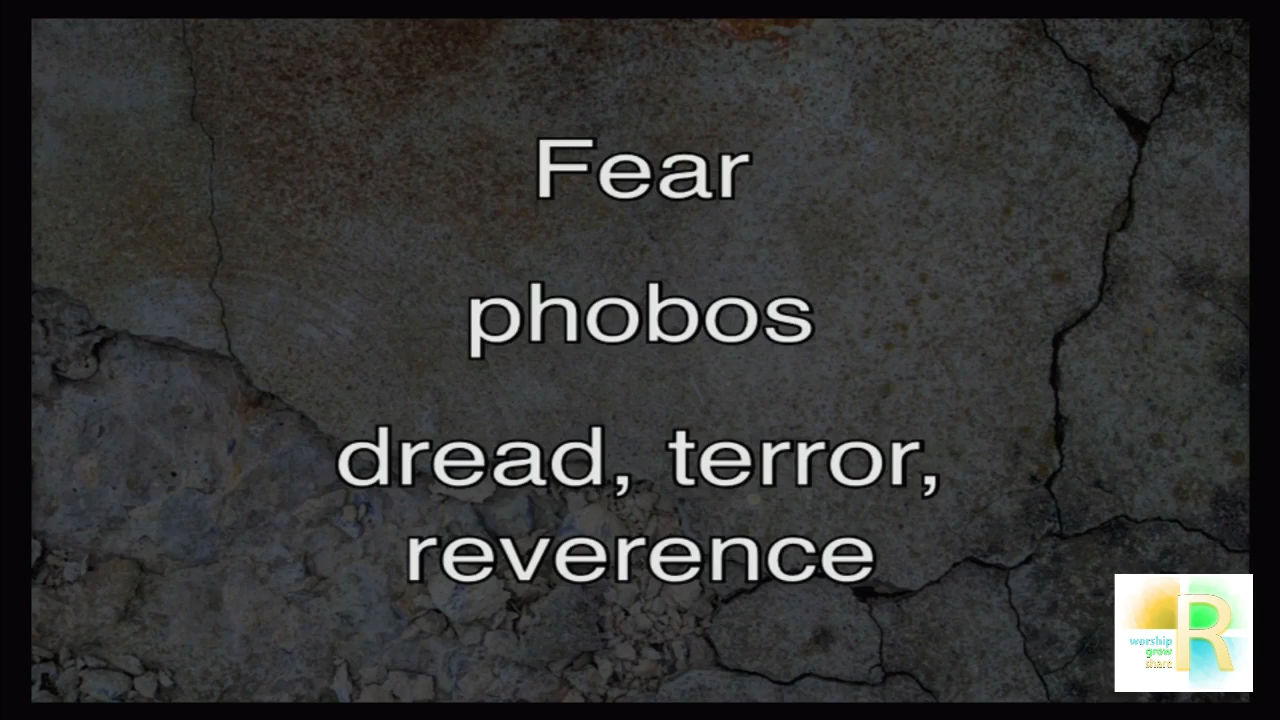 Fear
phobos
dread, terror,
reverence
worship
grow
share
R